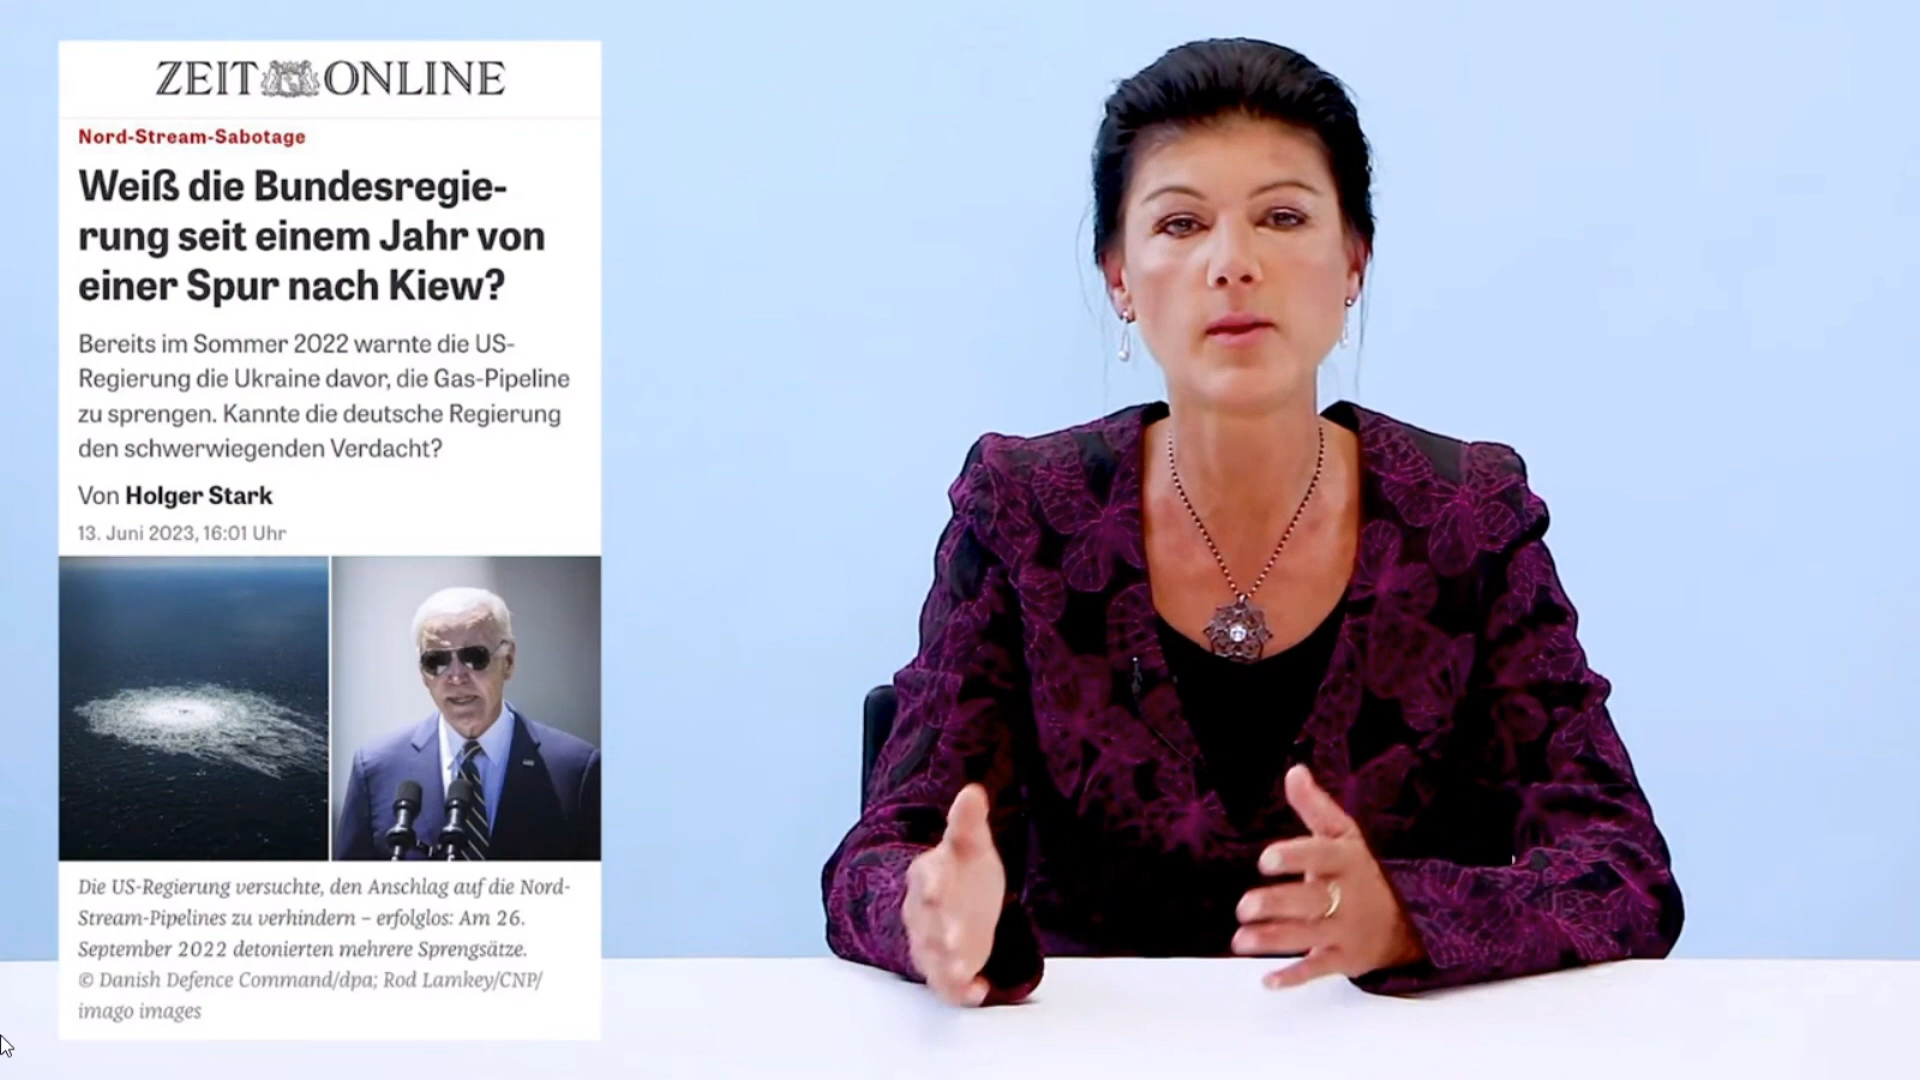 ZEIT ONLINE
Nord-Stream-Sabotage
Weiß die Bundesregie-
rung seit einem Jahr von
einer Spur nach Kiew?
Bereits im Sommer 2022 warnte die US-
Regierung die Ukraine davor, die Gas-Pipeline
zu sprengen. Kannte die deutsche Regierung
den schwerwiegenden Verdacht?
Von Holger Stark
13. Juni 2023, 16:01 Uhr
Die US-Regierung versuchte, den Anschlag auf die Nord-
Stream-Pipelines zu verhindern – erfolglos: Am 26.
September 2022 detonierten mehrere Sprengsätze.
© Danish Defence Command/dpa; Rod Lamkey/CNP/
imago images